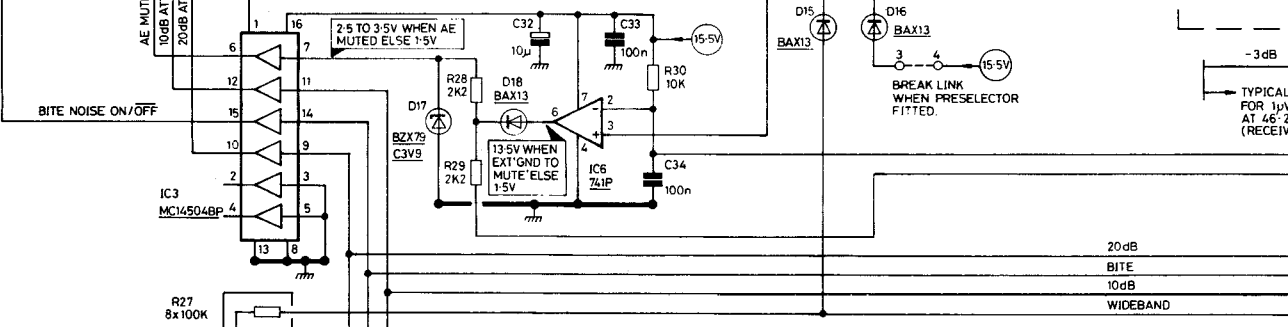 AE MUT
10dB AT
20dB AT
1
16
2·5 TO 3·5V WHEN AE
MUTED ELSE 1·5V
6
7
12
11
15
14
10
9
2
3
4
5
13
8
BITE NOISE ON/OFF
IC3
MC14504BP
R27
8x100K
D17
BZX79
C3V9
R28
2K2
R29
2K2
D18
BAX13
13·5V WHEN
EXT'GND TO
MUTE' ELSE
1·5V
C32
10µ
C33
100n
15·5V
R30
10K
7
2
6
3
4
IC6
741P
C34
100n
D15
BAX13
D16
BAX13
3
4
15·5V
BREAK LINK
WHEN PRESELECTOR
FITTED.
-3dB
TYPICAL
FOR 1µV
AT 46·
(RECEIV
20dB
BITE
10dB
WIDEBAND